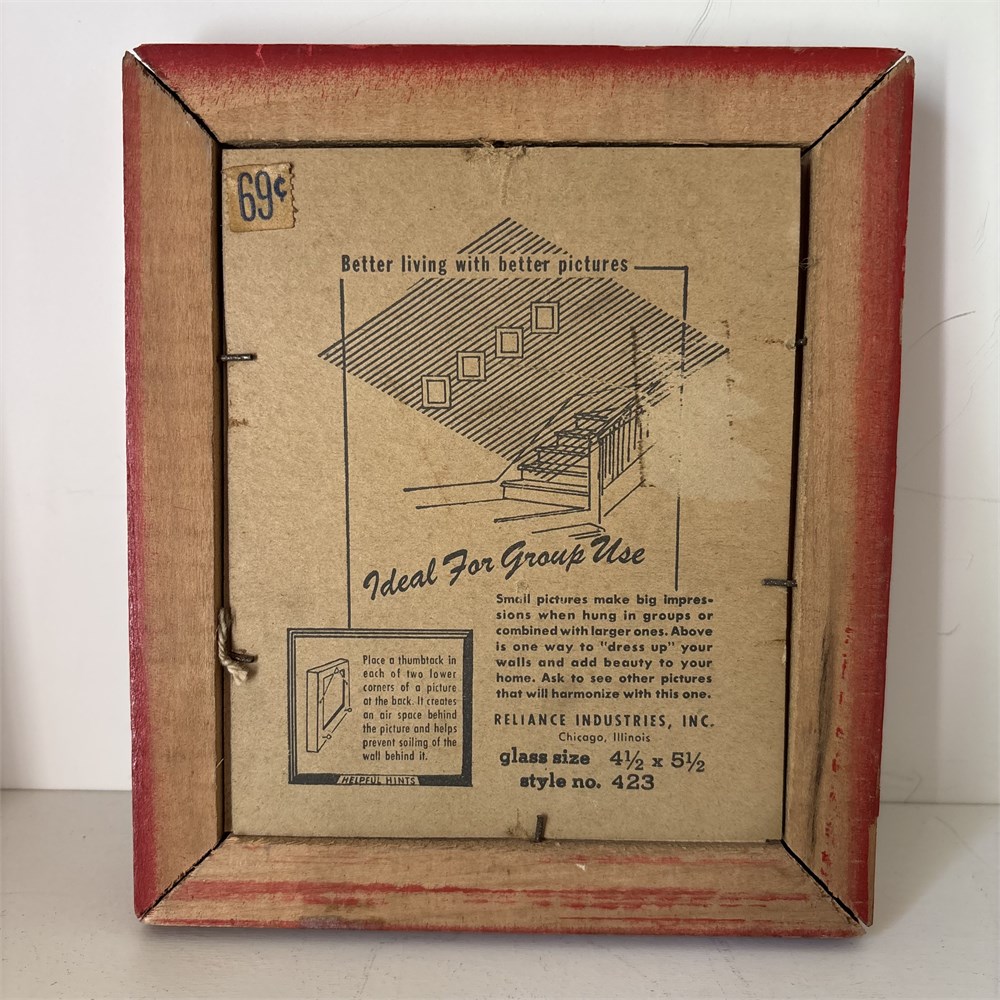 69¢
Better living with better pictures
Ideal For Group Use
Small pictures make big impres-
sions when hung in groups or
combined with larger ones. Above
is one way to "dress up" your
walls and add beauty to your
home. Ask to see other pictures
that will harmonize with this one.
RELIANCE INDUSTRIES, INC.
Chicago, Illinois
glass size 4½ x 5½
style no. 423
Place a thumbtack in
each of two lower
corners of a picture
at the back. It creates
an air space behind
the picture and helps
prevent soiling of the
wall behind it.
HELPFUL HINTS